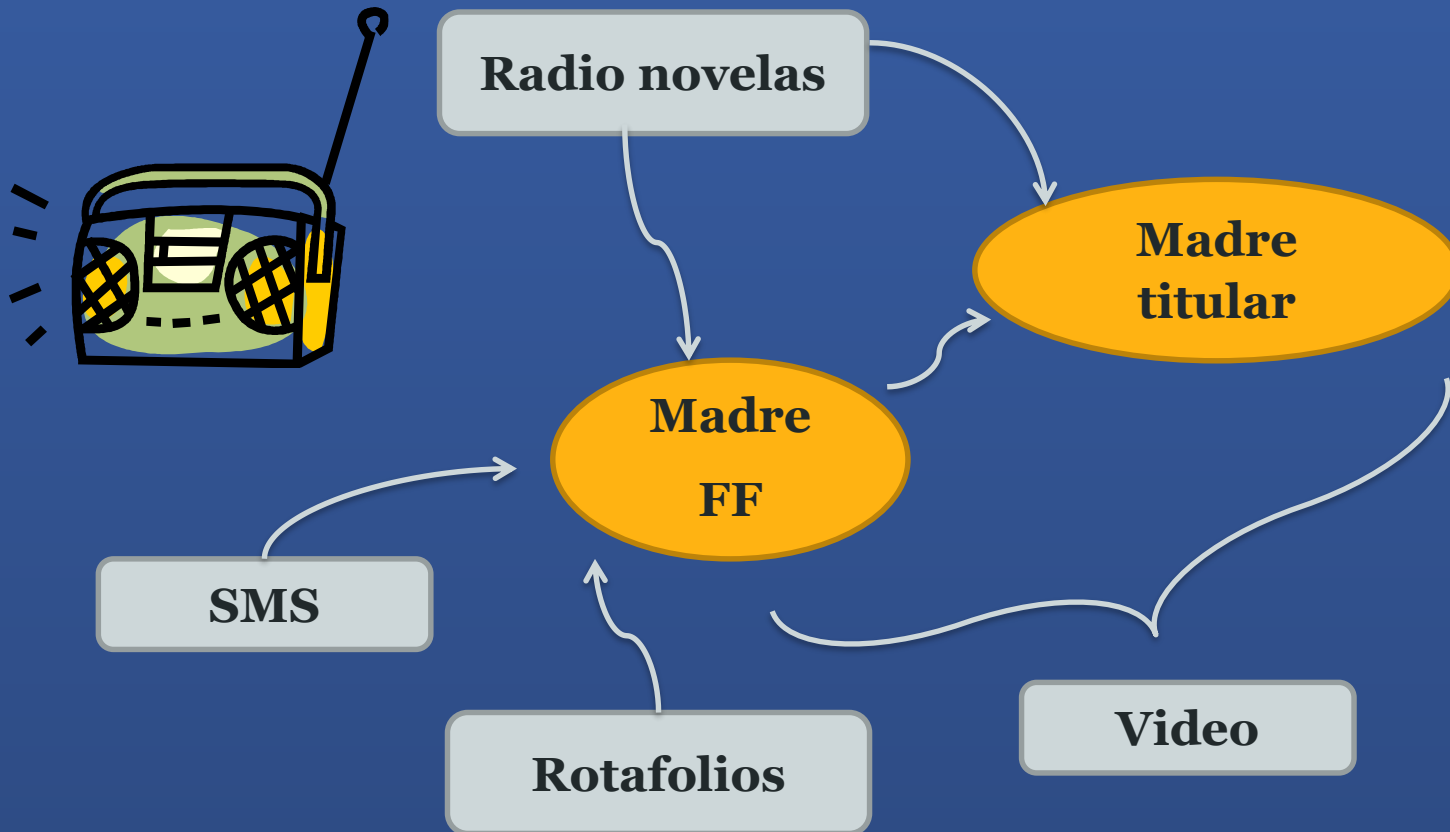 Radio novelas
Madre
titular
Madre
FF
SMS
Video
Rotafolios